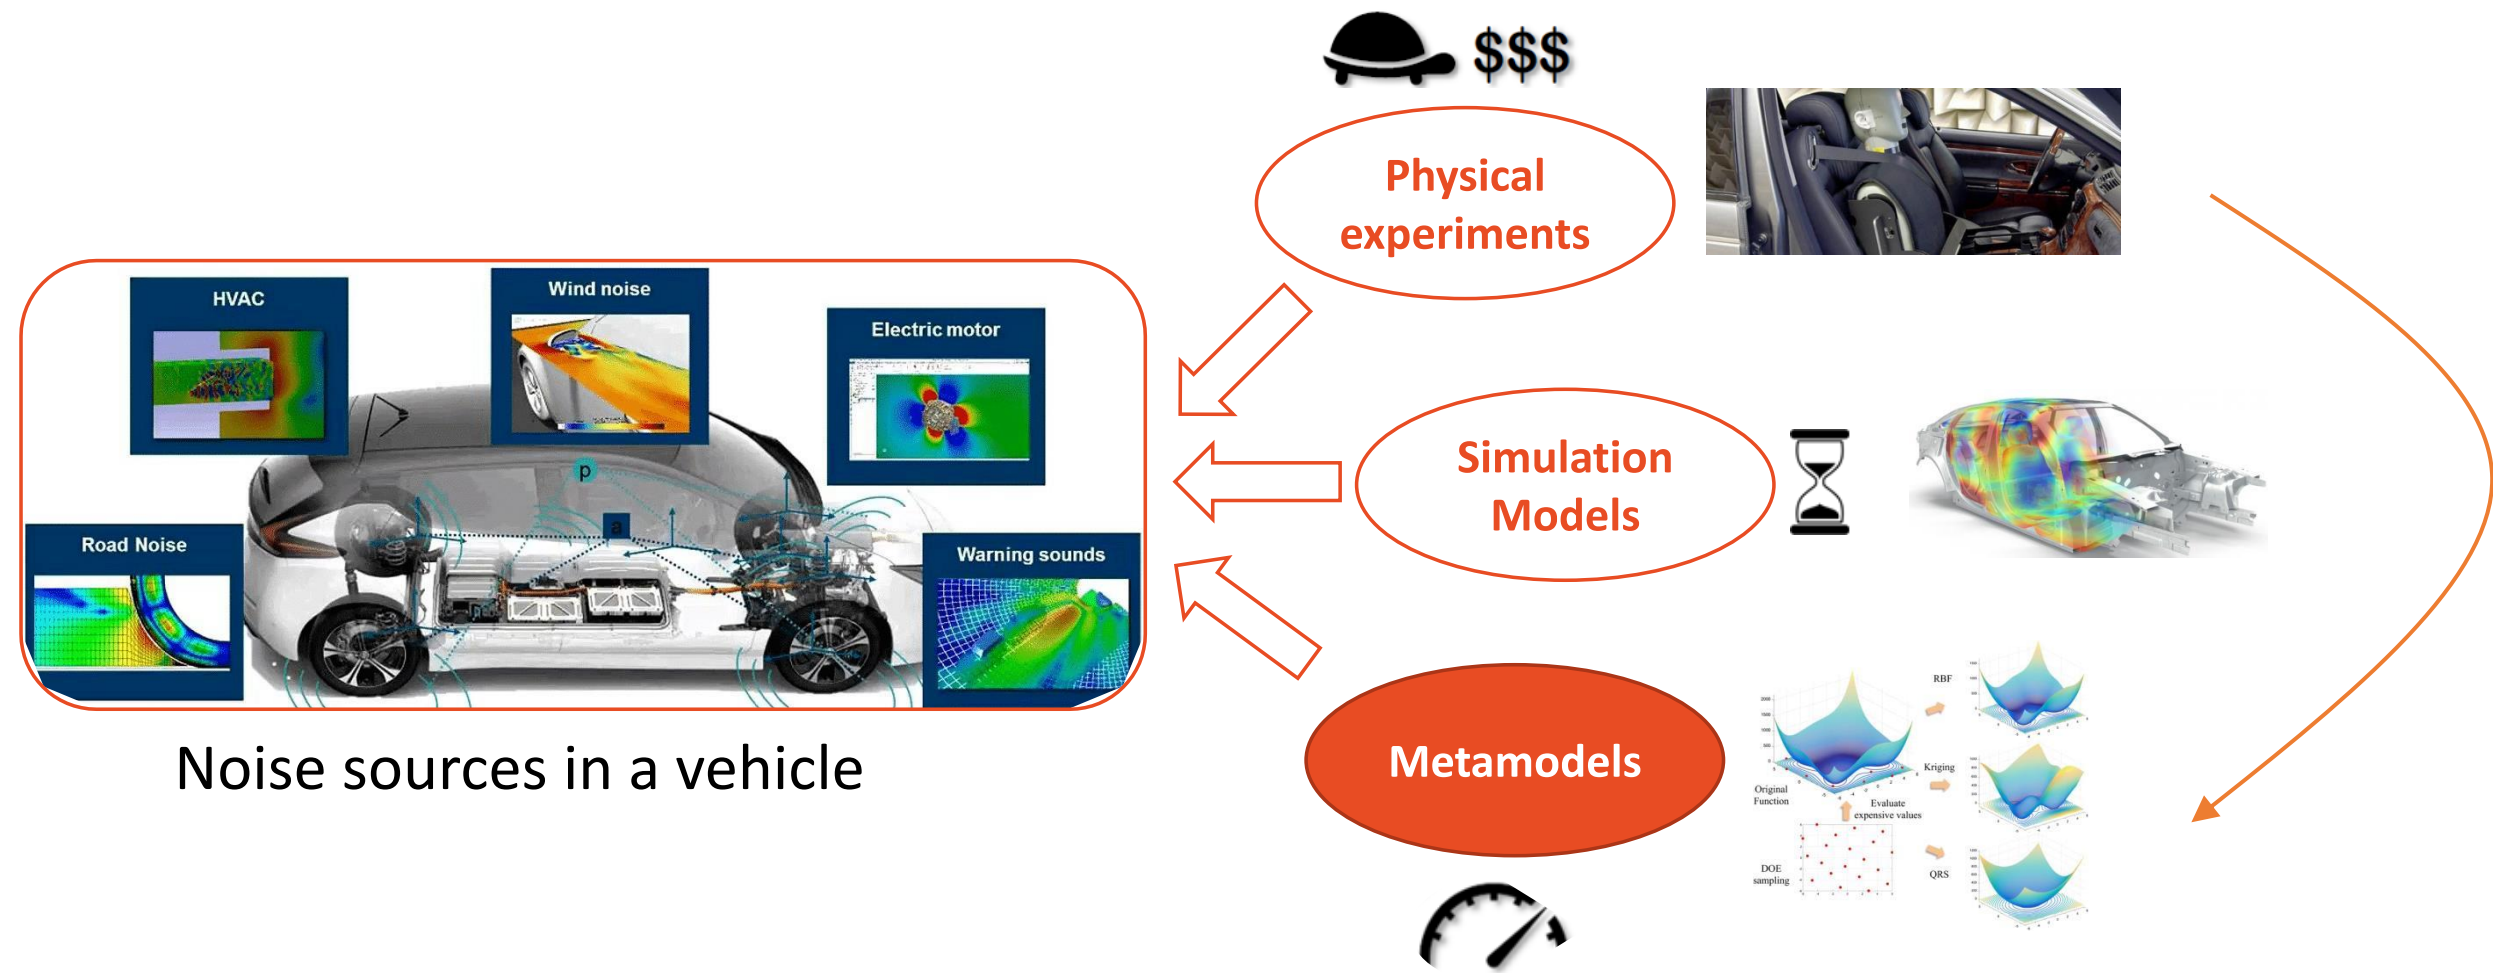 $$$
Physical
experiments
HVAC
Wind noise
Electric motor
Road Noise
Warning sounds
p
a
Noise sources in a vehicle
Simulation
Models
Metamodels
RBF
Kriging
Original
Function
Evaluate
expensive values
DOE
sampling
QRS